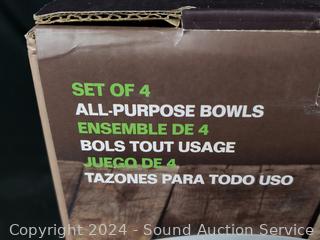 SET OF 4
ALL-PURPOSE BOWLS
ENSEMBLE DE 4
BOLS TOUT USAGE
JUEGO DE 4
TAZONES PARA TODO USO
Copyright © 2024 - Sound Auction Service